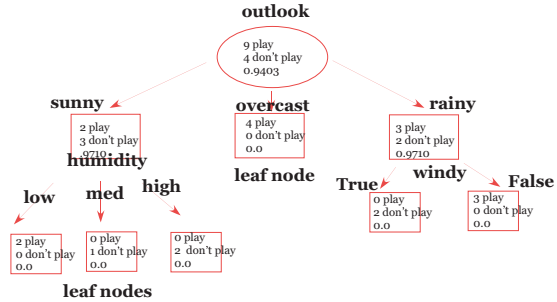 outlook
9 play
4 don't play
0.9403
sunny
overcast
rainy
2 play
3 don't play
.9710
4 play
0 don't play
0.0
3 play
2 don't play
0.9710
humidity
leaf node
windy
low
med
high
True
False
2 play
0 don't play
0.0
0 play
1 don't play
0.0
0 play
2 don't play
0.0
0 play
2 don't play
0.0
3 play
0 don't play
0.0
leaf nodes